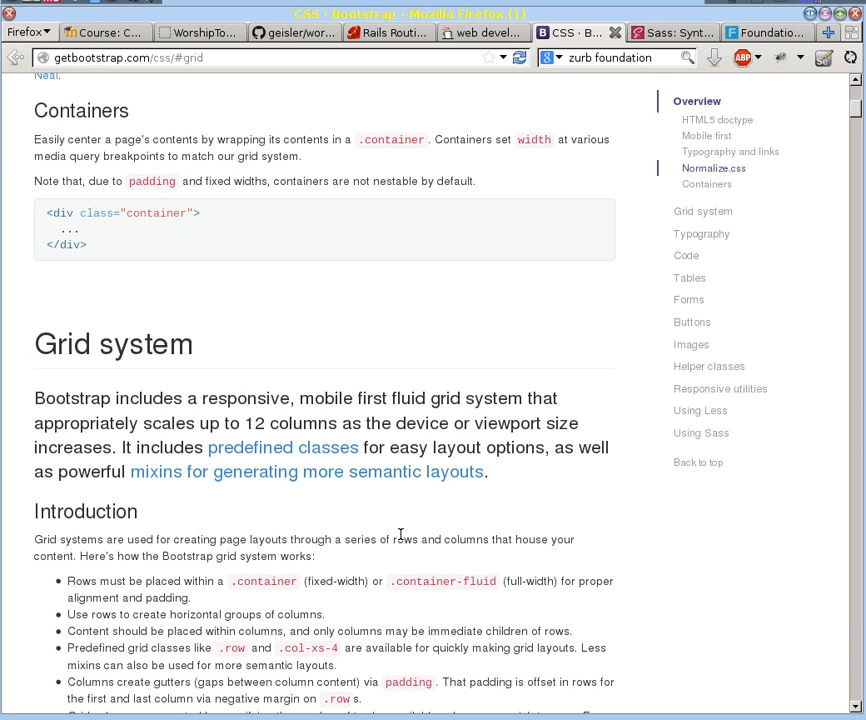 CSS · Bootstrap - Mozilla Firefox [1]
Firefox
Course: C...
WorshipTo...
geisler/wor...
Rails Routi...
web devel...
CSS · B...
Sass: Synt...
Foundatio...
getbootstrap.com/css/#grid
zurb foundation
ABP
Neal.
Containers
Easily center a page's contents by wrapping its contents in a .container. Containers set width at various
media query breakpoints to match our grid system.
Note that, due to padding and fixed widths, containers are not nestable by default.
<div class="container">
...
</div>
Grid system
Bootstrap includes a responsive, mobile first fluid grid system that
appropriately scales up to 12 columns as the device or viewport size
increases. It includes predefined classes for easy layout options, as well
as powerful mixins for generating more semantic layouts.
Introduction
Grid systems are used for creating page layouts through a series of rows and columns that house your
content. Here's how the Bootstrap grid system works:
• Rows must be placed within a .container (fixed-width) or .container-fluid (full-width) for proper
alignment and padding.
• Use rows to create horizontal groups of columns.
• Content should be placed within columns, and only columns may be immediate children of rows.
• Predefined grid classes like .row and .col-xs-4 are available for quickly making grid layouts. Less
mixins can also be used for more semantic layouts.
• Columns create gutters (gaps between column content) via padding. That padding is offset in rows for
the first and last column via negative margin on .rows.
Overview
HTML5 doctype
Mobile first
Typography and links
Normalize.css
Containers
Grid system
Typography
Code
Tables
Forms
Buttons
Images
Helper classes
Responsive utilities
Using Less
Using Sass
Back to top